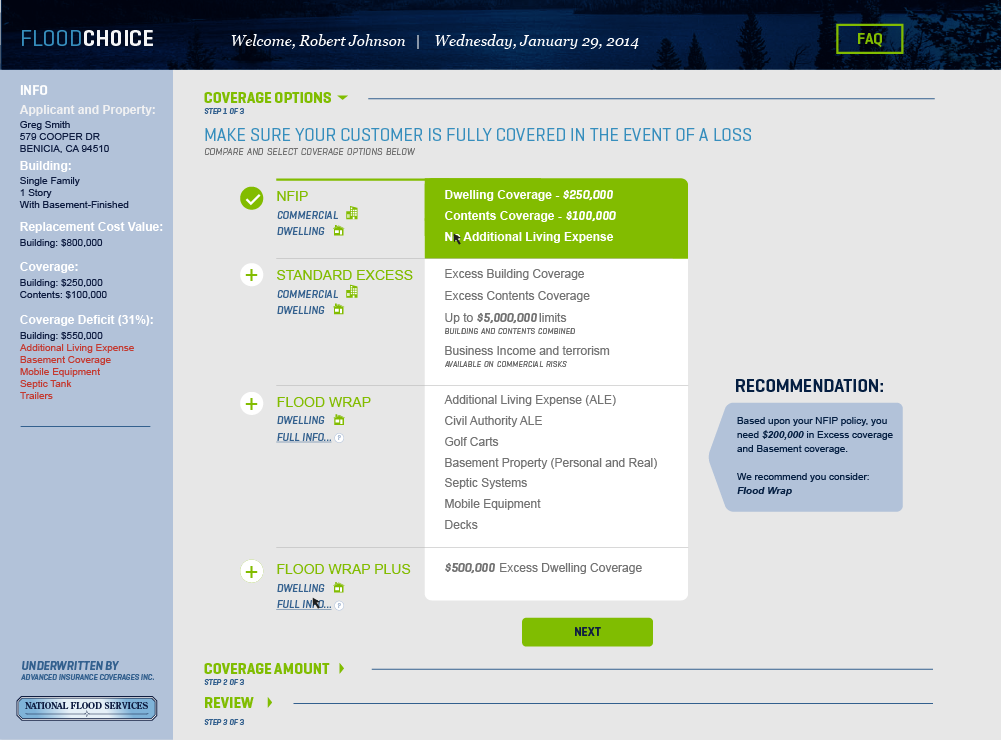 FLOODCHOICE
Welcome, Robert Johnson | Wednesday, January 29, 2014
FAQ
INFO
Applicant and Property:
Greg Smith
579 COOPER DR
BENICIA, CA 94510
Building:
Single Family
1 Story
With Basement-Finished
Replacement Cost Value:
Building: $800,000
Coverage:
Building: $250,000
Contents: $100,000
Coverage Deficit (31%):
Building: $550,000
Additional Living Expense
Basement Coverage
Mobile Equipment
Septic Tank
Trailers
UNDERWRITTEN BY
ADVANCED INSURANCE COVERAGES INC.
NATIONAL FLOOD SERVICES
COVERAGE OPTIONS
STEP 1 OF 3
MAKE SURE YOUR CUSTOMER IS FULLY COVERED IN THE EVENT OF A LOSS
COMPARE AND SELECT COVERAGE OPTIONS BELOW
NFIP
COMMERCIAL
DWELLING
Dwelling Coverage - $250,000
Contents Coverage - $100,000
No Additional Living Expense
STANDARD EXCESS
COMMERCIAL
DWELLING
Excess Building Coverage
Excess Contents Coverage
Up to $5,000,000 limits
BUILDING AND CONTENTS COMBINED
Business Income and terrorism
AVAILABLE ON COMMERCIAL RISKS
FLOOD WRAP
DWELLING
FULL INFO...
Additional Living Expense (ALE)
Civil Authority ALE
Golf Carts
Basement Property (Personal and Real)
Septic Systems
Mobile Equipment
Decks
FLOOD WRAP PLUS
DWELLING
FULL INFO...
$500,000 Excess Dwelling Coverage
RECOMMENDATION:
Based upon your NFIP policy, you
need $200,000 in Excess coverage
and Basement coverage.
We recommend you consider:
Flood Wrap
NEXT
COVERAGE AMOUNT
STEP 2 OF 3
REVIEW
STEP 3 OF 3